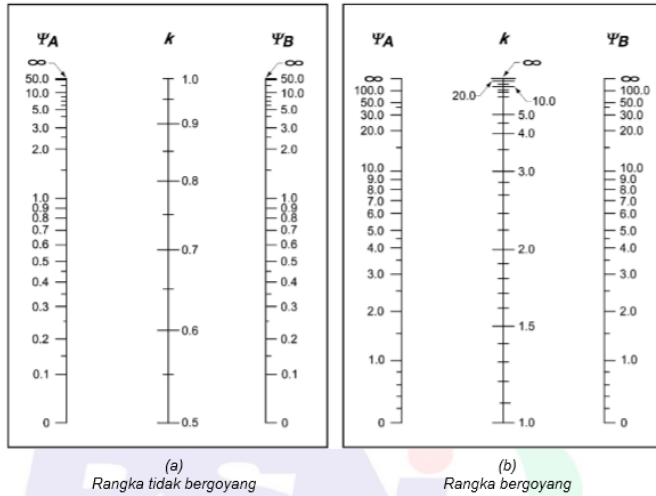 ΨA k ΨB
∞ ∞
50.0 1.0 50.0
10.0 10.0
5.0 0.9 5.0
3.0 3.0
2.0 2.0
0.8
1.0 1.0
0.9 0.9
0.8 0.8
0.7 0.7 0.7
0.6 0.6
0.5 0.5
0.4 0.4
0.3 0.3
0.6
0.2 0.2
0.1 0.1
0 0.5 0
(a)
Rangka tidak bergoyang
ΨA k ΨB
∞ ∞ ∞
100.0 20.0 10.0 100.0
50.0 50.0
30.0 5.0 30.0
20.0 4.0 20.0
10.0 3.0 10.0
9.0 9.0
8.0 8.0
7.0 7.0
6.0 6.0
5.0 5.0
4.0 2.0 4.0
3.0 3.0
2.0 2.0
1.5
1.0 1.0
0 1.0 0
(b)
Rangka bergoyang